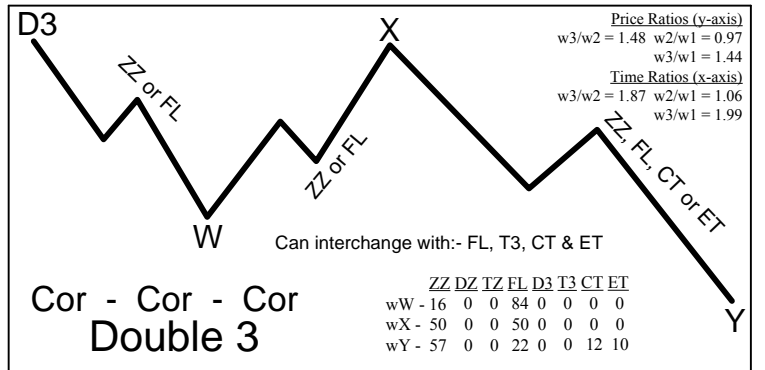 D3
X
Price Ratios (y-axis)
w3/w2 = 1.48 w2/w1 = 0.97
w3/w1 = 1.44
Time Ratios (x-axis)
w3/w2 = 1.87 w2/w1 = 1.06
w3/w1 = 1.99
ZZ or FL
ZZ or FL
ZZ, FL, CT or ET
W
Can interchange with:- FL, T3, CT & ET
Cor - Cor - Cor
Double 3
ZZ DZ TZ FL D3 T3 CT ET
wW - 16 0 0 84 0 0 0 0
wX - 50 0 0 50 0 0 0 0
wY - 57 0 0 22 0 0 12 10
Y